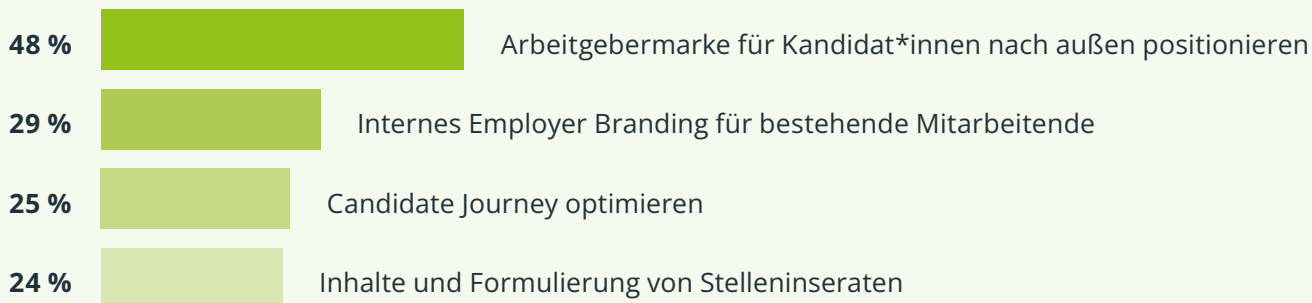 48 % Arbeitgebermarke für Kandidat*innen nach außen positionieren
29 % Internes Employer Branding für bestehende Mitarbeitende
25 % Candidate Journey optimieren
24 % Inhalte und Formulierung von Stelleninseraten